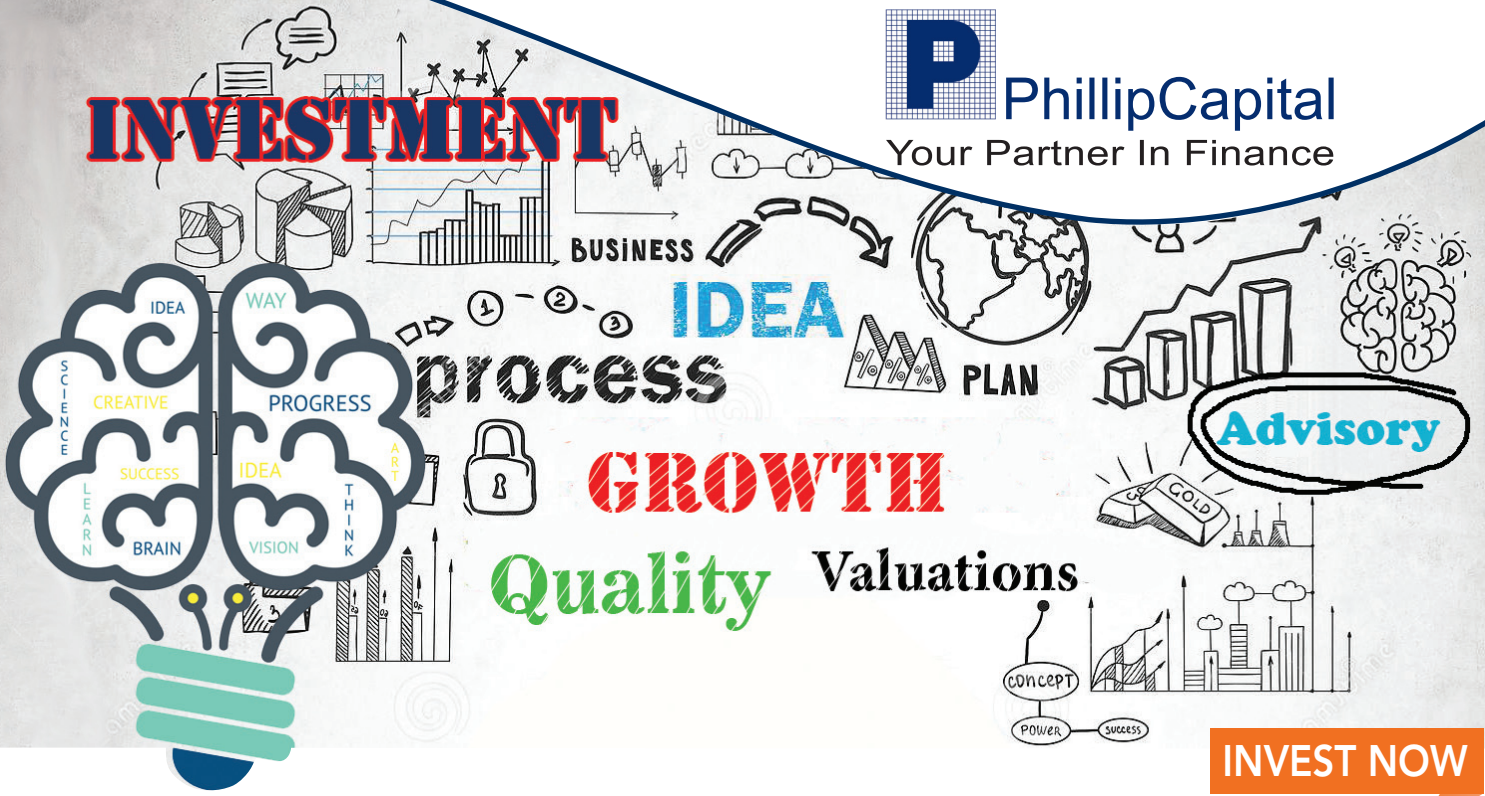 PhillipCapital
Your Partner In Finance
INVESTMENT
BUSINESS
IDEA
1
2
3
process
PLAN
Advisory
GROWTH
GOLD
Quality
Valuations
IDEA
WAY
SCIENCE
CREATIVE
PROGRESS
SUCCESS
IDEA
ART
LEARN
THINK
BRAIN
VISION
3
concept
POWER
SUCCESS
INVEST NOW